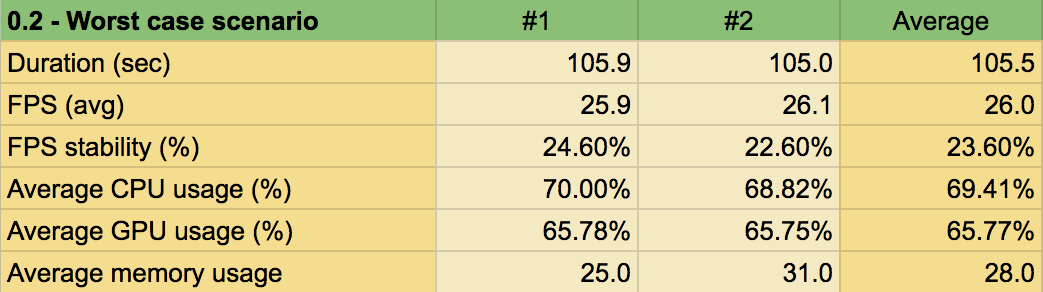 0.2 - Worst case scenario #1 #2 Average
Duration (sec) 105.9 105.0 105.5
FPS (avg) 25.9 26.1 26.0
FPS stability (%) 24.60% 22.60% 23.60%
Average CPU usage (%) 70.00% 68.82% 69.41%
Average GPU usage (%) 65.78% 65.75% 65.77%
Average memory usage 25.0 31.0 28.0